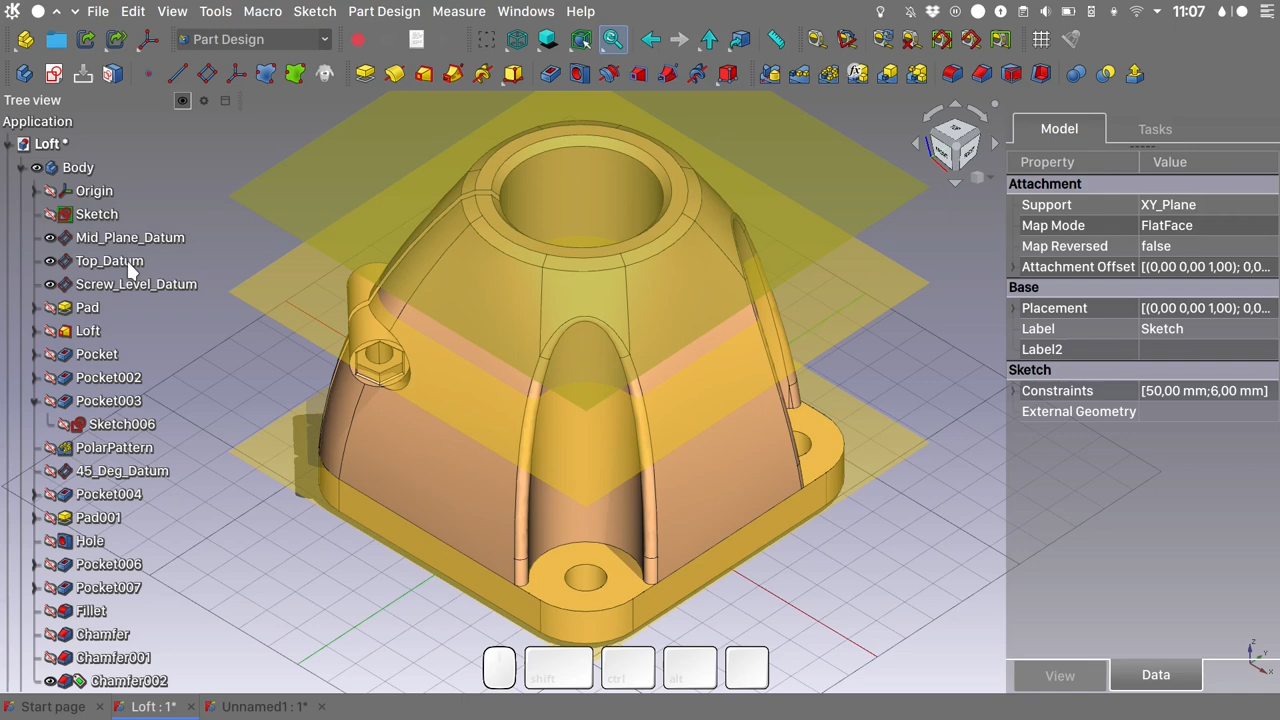 File Edit View Tools Macro Sketch Part Design Measure Windows Help 11:07
Part Design
Tree view
Application
Loft *
Body
Origin
Sketch
Mid_Plane_Datum
Top_Datum
Screw_Level_Datum
Pad
Loft
Pocket
Pocket002
Pocket003
Sketch006
PolarPattern
45_Deg_Datum
Pocket004
Pad001
Hole
Pocket006
Pocket007
Fillet
Chamfer
Chamfer001
Chamfer002
TOP
shift ctrl alt
Model Tasks
Property Value
Attachment
Support XY_Plane
Map Mode FlatFace
Map Reversed false
Attachment Offset [(0,00 0,00 1,00); 0,0...
Base
Placement [(0,00 0,00 1,00); 0,0...
Label Sketch
Label2
Sketch
Constraints [50,00 mm;6,00 mm]
External Geometry
Z
Y
X
View Data
Start page Loft : 1* Unnamed1 : 1*